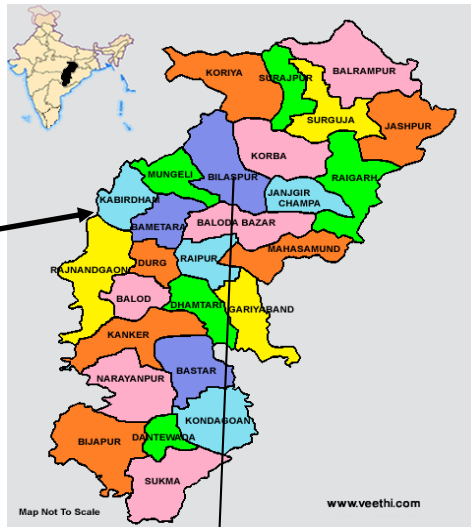 KORIYA
SURAJPUR
BALRAMPUR
SURGUJA
JASHPUR
KORBA
MUNGELI
BILASPUR
RAIGARH
KABIRDHAM
JANJGIR
CHAMPA
BAMETARA
BALODA BAZAR
MAHASAMUND
RAJNANDGAON
DURG
RAIPUR
BALOD
DHAMTARI
GARIYABAND
KANKER
NARAYANPUR
BASTAR
KONDAGOAN
BIJAPUR
DANTEWADA
SUKMA
www.veethi.com
Map Not To Scale